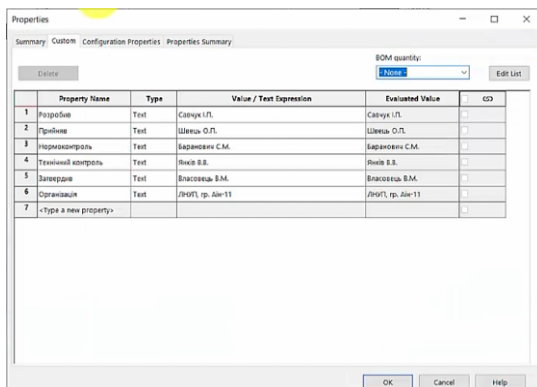 Properties
Summary Custom Configuration Properties Properties Summary
BOM quantity:
Delete - None - Edit List
Property Name Type Value / Text Expression Evaluated Value
1 Розробив Text Савчук І.П. Савчук І.П.
2 Прийняв Text Швець О.П. Швець О.П.
3 Нормоконтроль Text Баранович С.М. Баранович С.М.
4 Технічний контроль Text Янків В.В. Янків В.В.
5 Затвердив Text Власовець В.М. Власовець В.М.
6 Організація Text ЛНУП, гр. Аін-11 ЛНУП, гр. Аін-11
7 <Type a new property>
OK Cancel Help